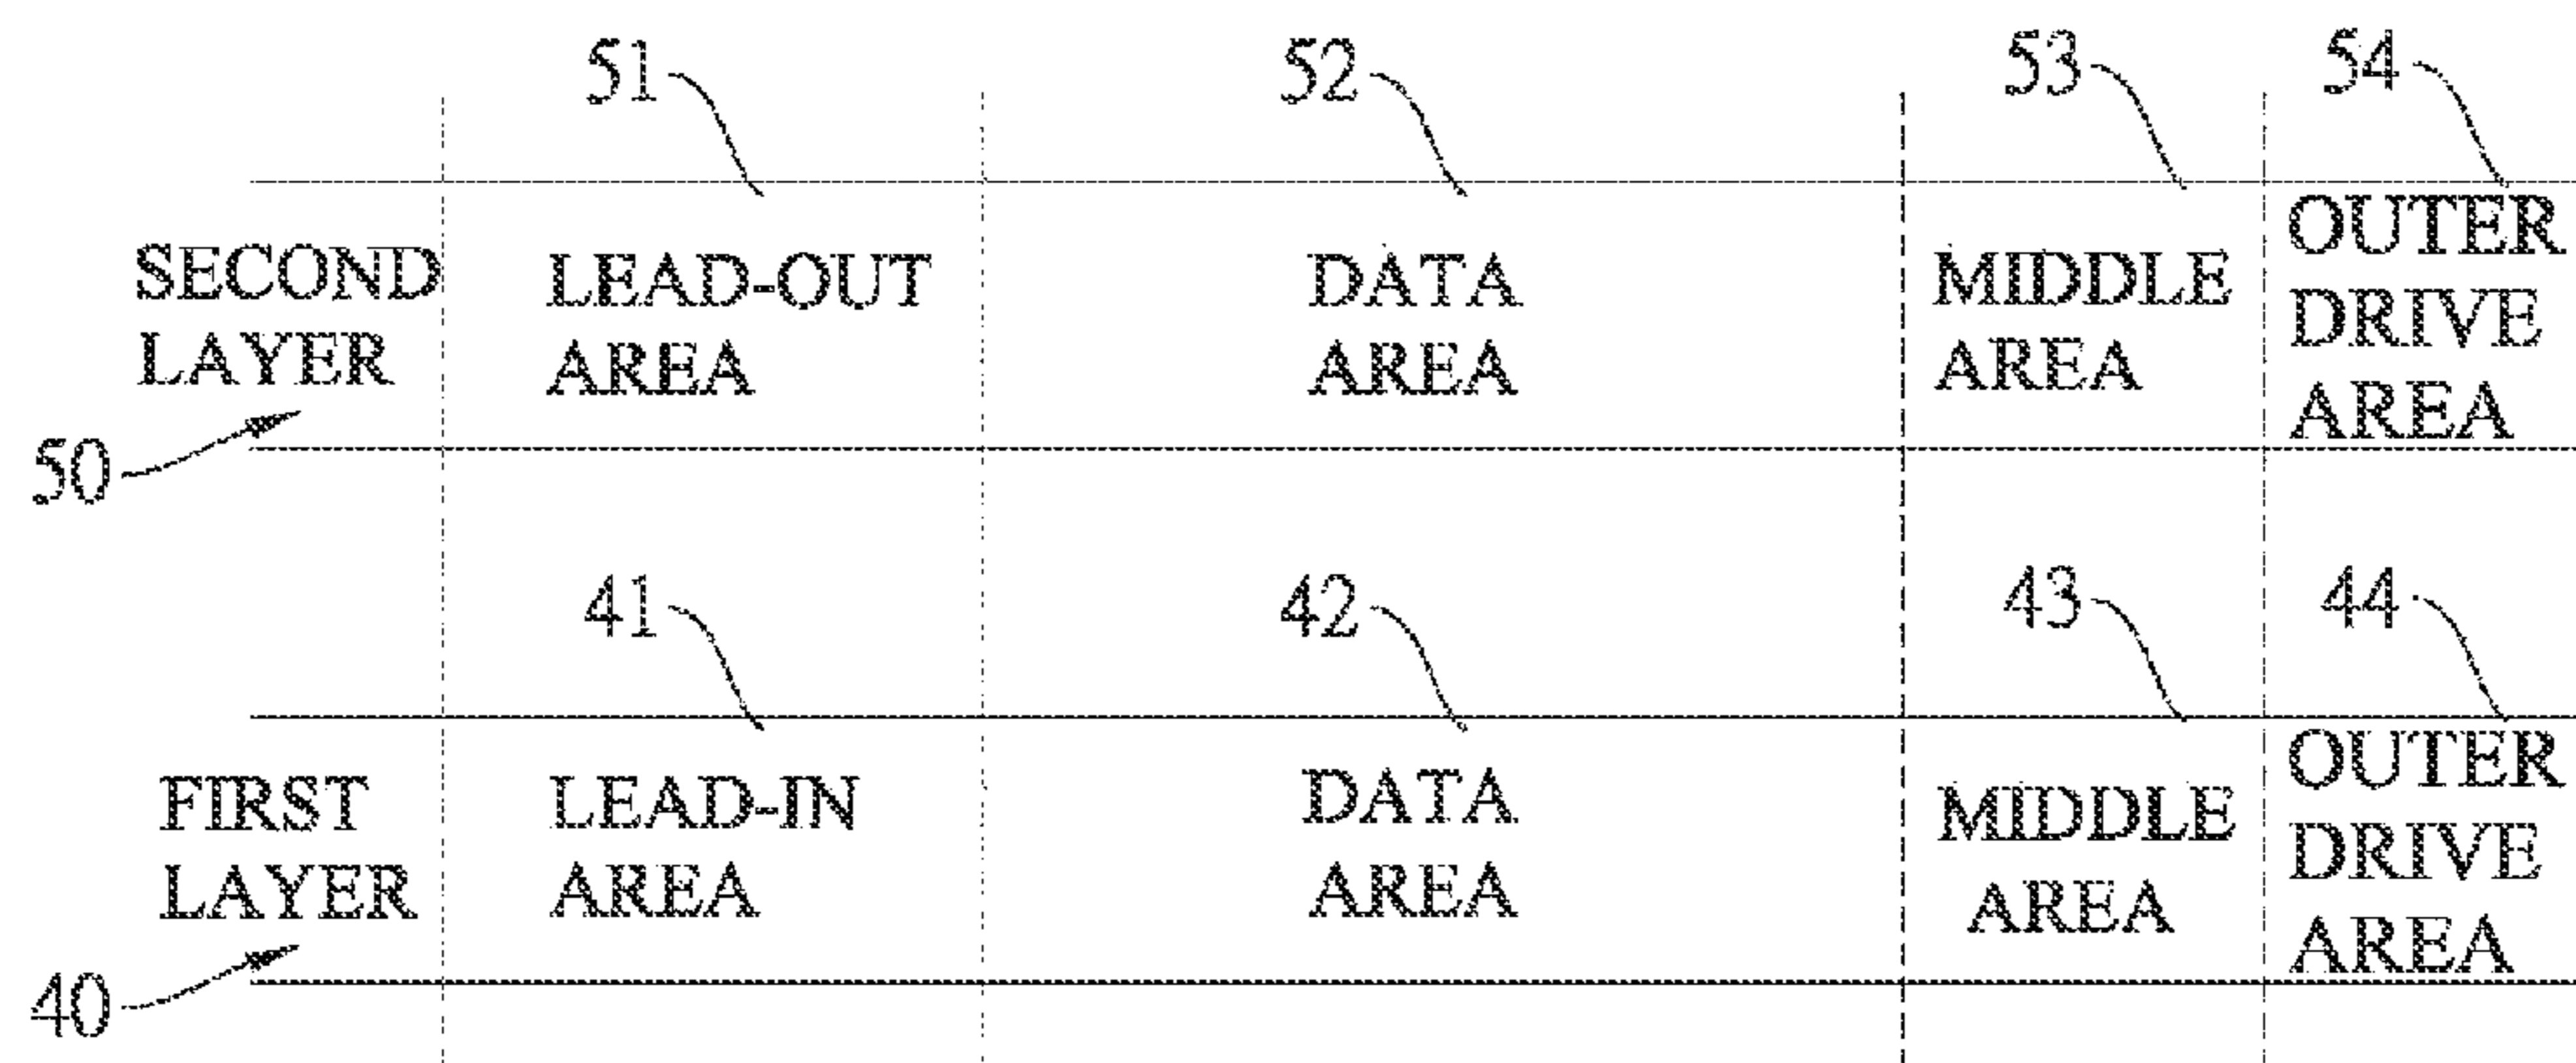 51
52
53
54
SECOND
LAYER
LEAD-OUT
AREA
DATA
AREA
MIDDLE
AREA
OUTER
DRIVE
AREA
50
41
42
43
44
FIRST
LAYER
LEAD-IN
AREA
DATA
AREA
MIDDLE
AREA
OUTER
DRIVE
AREA
40